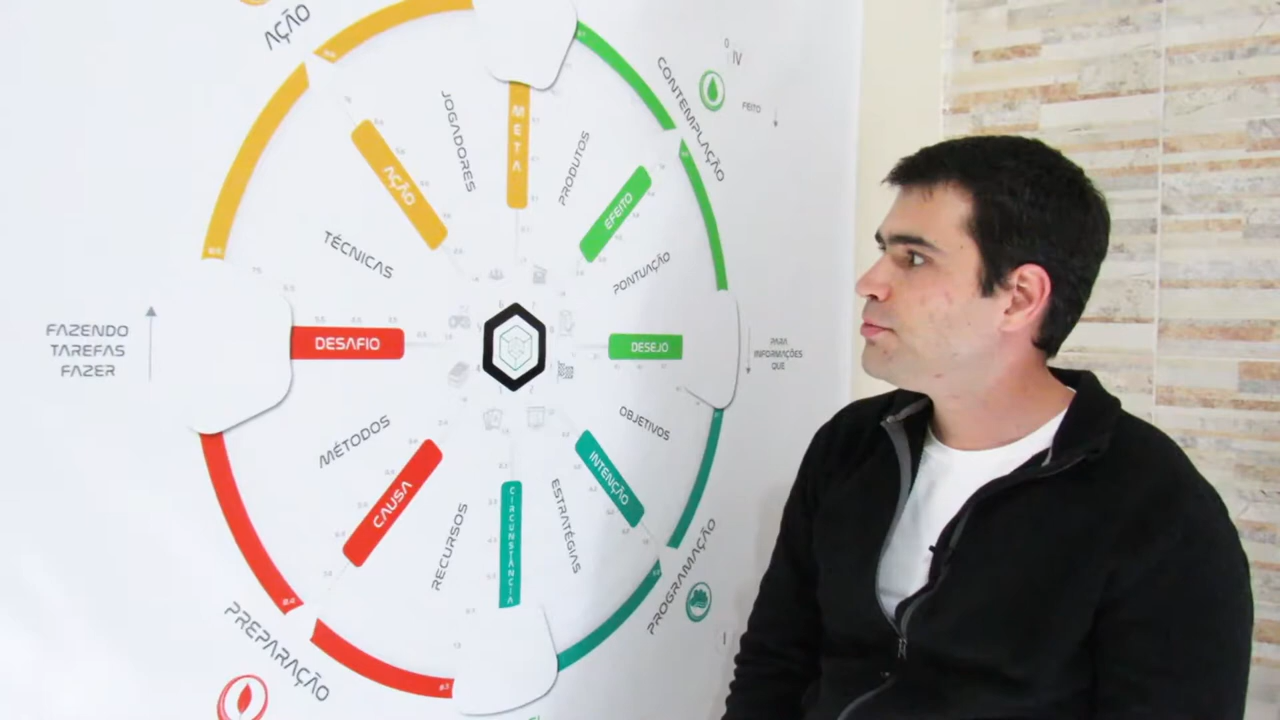 AÇÃO
IV
CONTEMPLAÇÃO
FEITO
JOGADORES
META
PRODUTOS
AÇÃO
EFEITO
TÉCNICAS
PONTUAÇÃO
FAZENDO
TAREFAS
FAZER
DESAFIO
DESEJO
PARA
INFORMAÇÕES
QUE
MÉTODOS
OBJETIVOS
CAUSA
INTENÇÃO
RECURSOS
CIRCUNSTÂNCIA
ESTRATÉGIAS
PROGRAMAÇÃO
PREPARAÇÃO
I